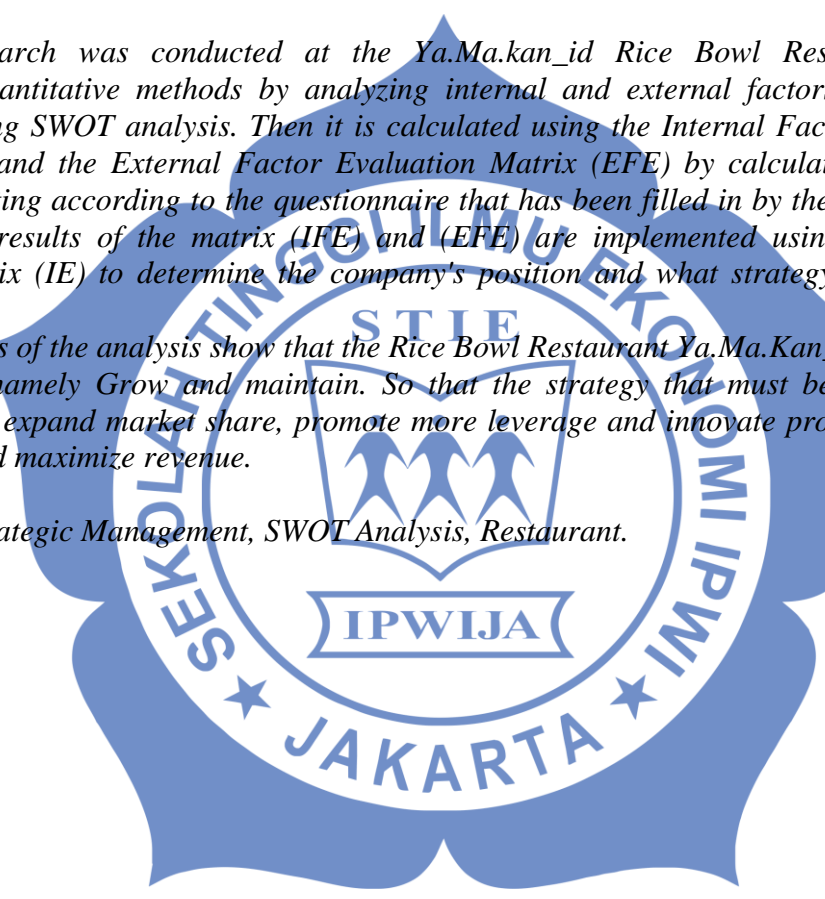 arch was conducted at the Ya.Ma.kan_id Rice Bowl Res
antitative methods by analyzing internal and external factor
g SWOT analysis. Then it is calculated using the Internal Fac
and the External Factor Evaluation Matrix (EFE) by calcula
ing according to the questionnaire that has been filled in by the
results of the matrix (IFE) and (EFE) are implemented usin
ix (IE) to determine the company's position and what strategy
s of the analysis show that the Rice Bowl Restaurant Ya.Ma.Kan
namely Grow and maintain. So that the strategy that must be
expand market share, promote more leverage and innovate pro
d maximize revenue.
ategic Management, SWOT Analysis, Restaurant.
SEKOLAH TINGGI ILMU EKONOMI IPWI
STIE
IPWIJA
JAKARTA